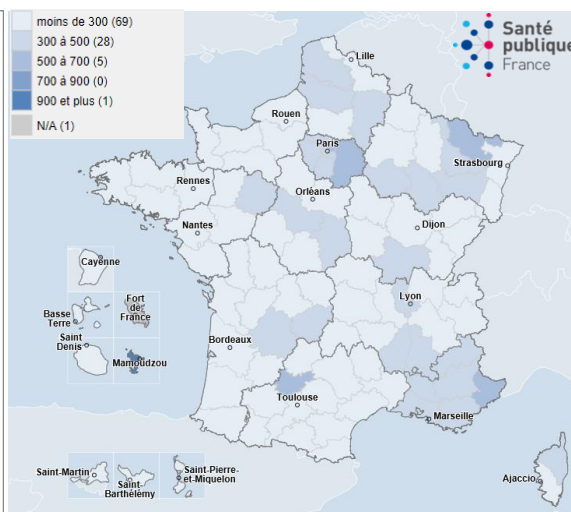 moins de 300 (69)
300 à 500 (28)
500 à 700 (5)
700 à 900 (0)
900 et plus (1)
N/A (1)
Santé
publique
France
Lille
Rouen
Paris
Strasbourg
Rennes
Orléans
Nantes
Dijon
Cayenne
Lyon
Basse
Terre
Fort
de
France
Saint
Denis
Mamoudzou
Bordeaux
Toulouse
Marseille
Saint-Martin
Saint-
Barthélémy
Saint-Pierre
-et-Miquelon
Ajaccio